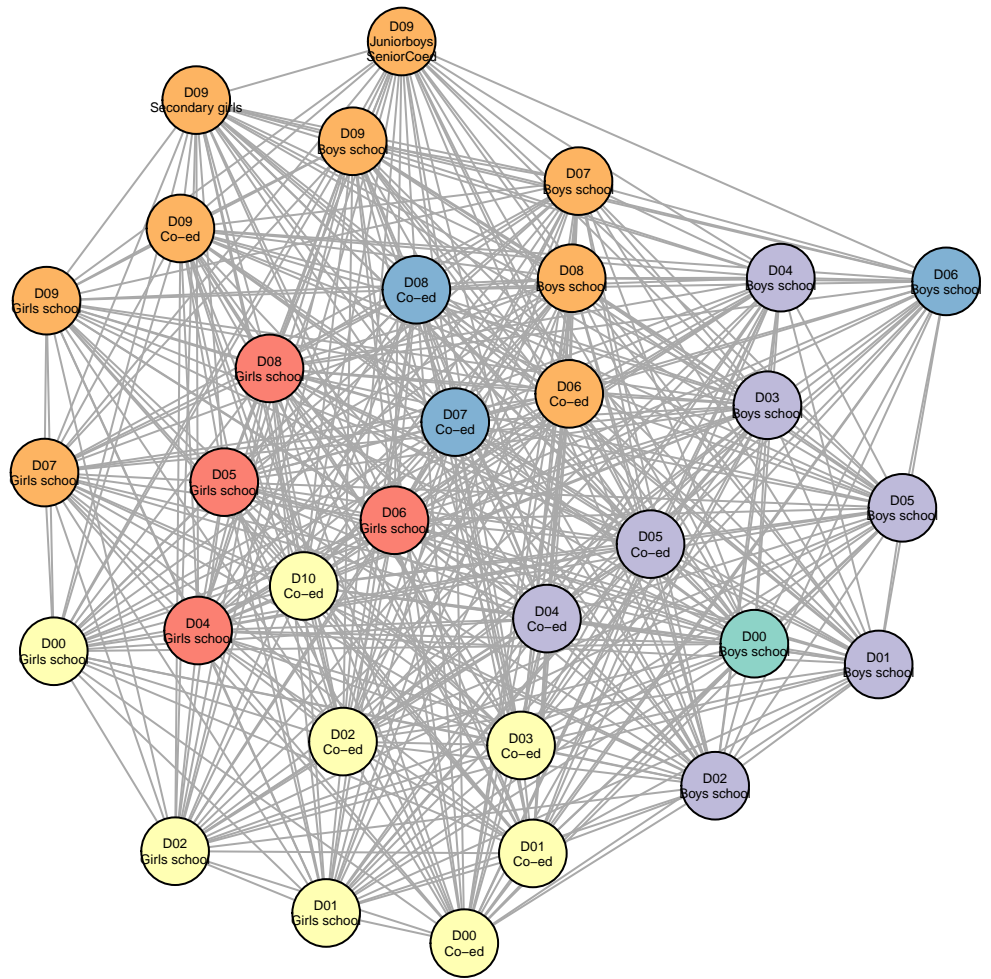 D09
Juniorboys
SeniorCoed
D09
Secondary girls
D09
Boys school
D07
Boys school
D09
Co−ed
D09
Girls school
D08
Co−ed
D08
Boys school
D04
Boys school
D06
Boys school
D08
Girls school
D07
Co−ed
D06
Co−ed
D03
Boys school
D07
Girls school
D05
Girls school
D06
Girls school
D05
Co−ed
D05
Boys school
D10
Co−ed
D00
Girls school
D04
Girls school
D04
Co−ed
D00
Boys school
D01
Boys school
D02
Co−ed
D03
Co−ed
D02
Boys school
D02
Girls school
D01
Co−ed
D01
Girls school
D00
Co−ed